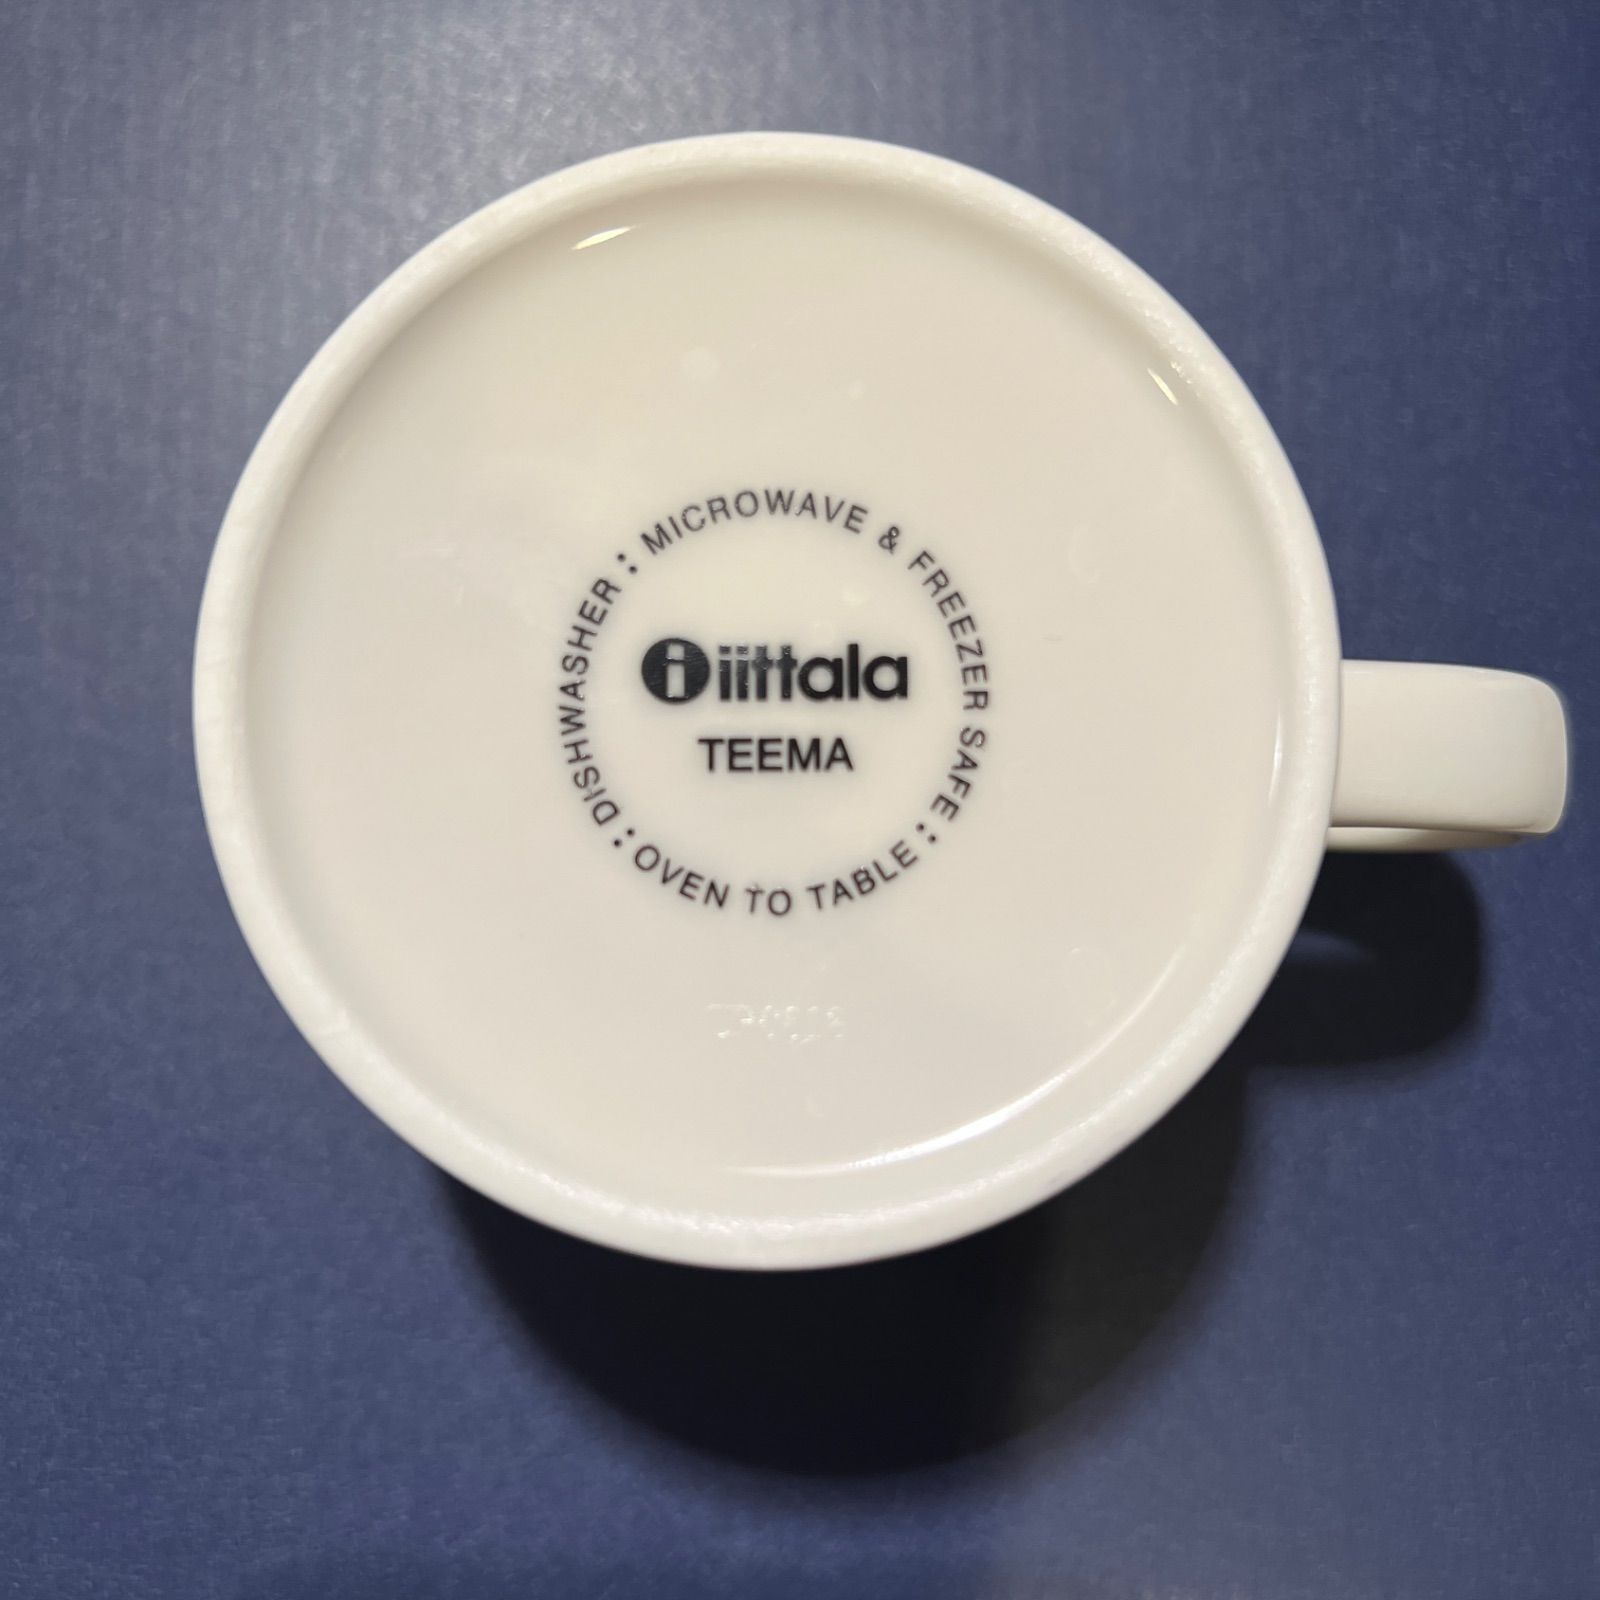 DISHWASHER : MICROWAVE & FREEZER SAFE : OVEN TO TABLE :
i iittala
TEEMA